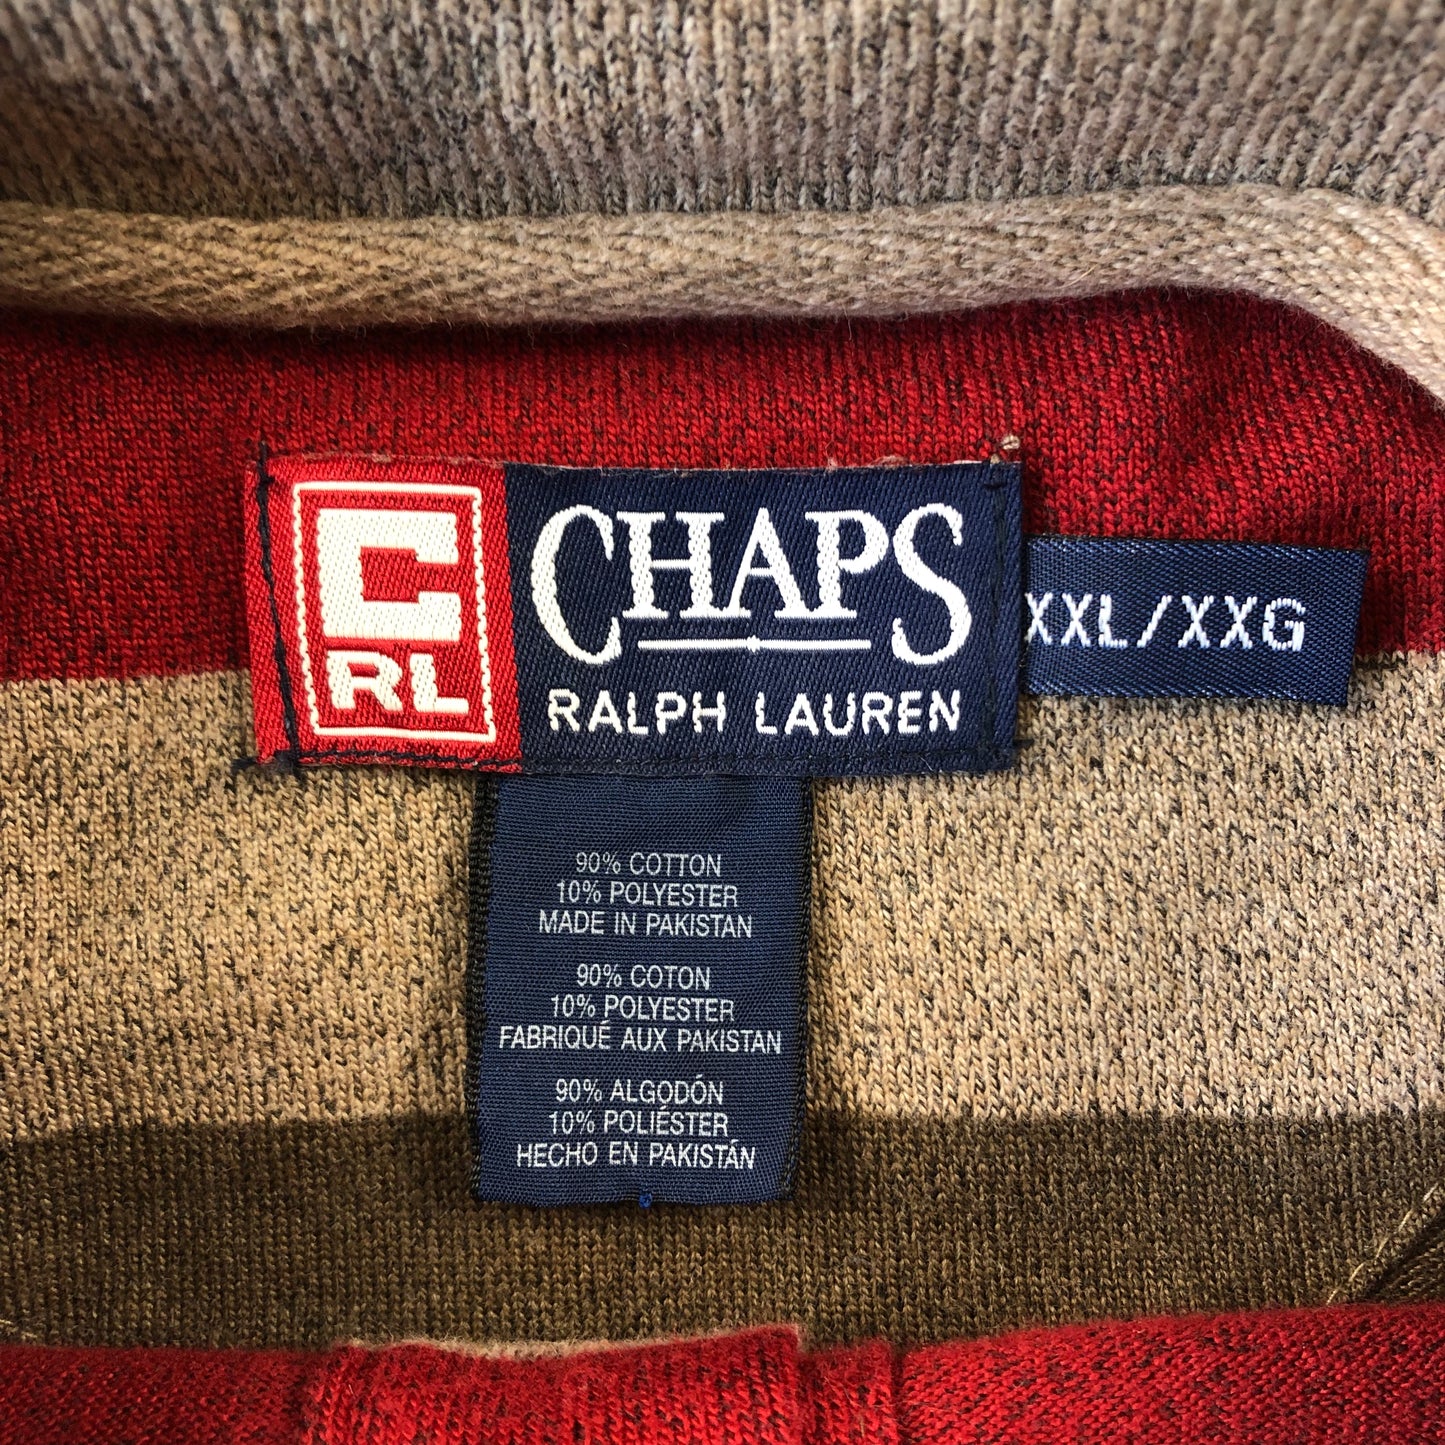 C
RL
CHAPS
RALPH LAUREN
XXL/XXG
90% COTTON
10% POLYESTER
MADE IN PAKISTAN
90% COTON
10% POLYESTER
FABRIQUÉ AUX PAKISTAN
90% ALGODÓN
10% POLIÉSTER
HECHO EN PAKISTÁN